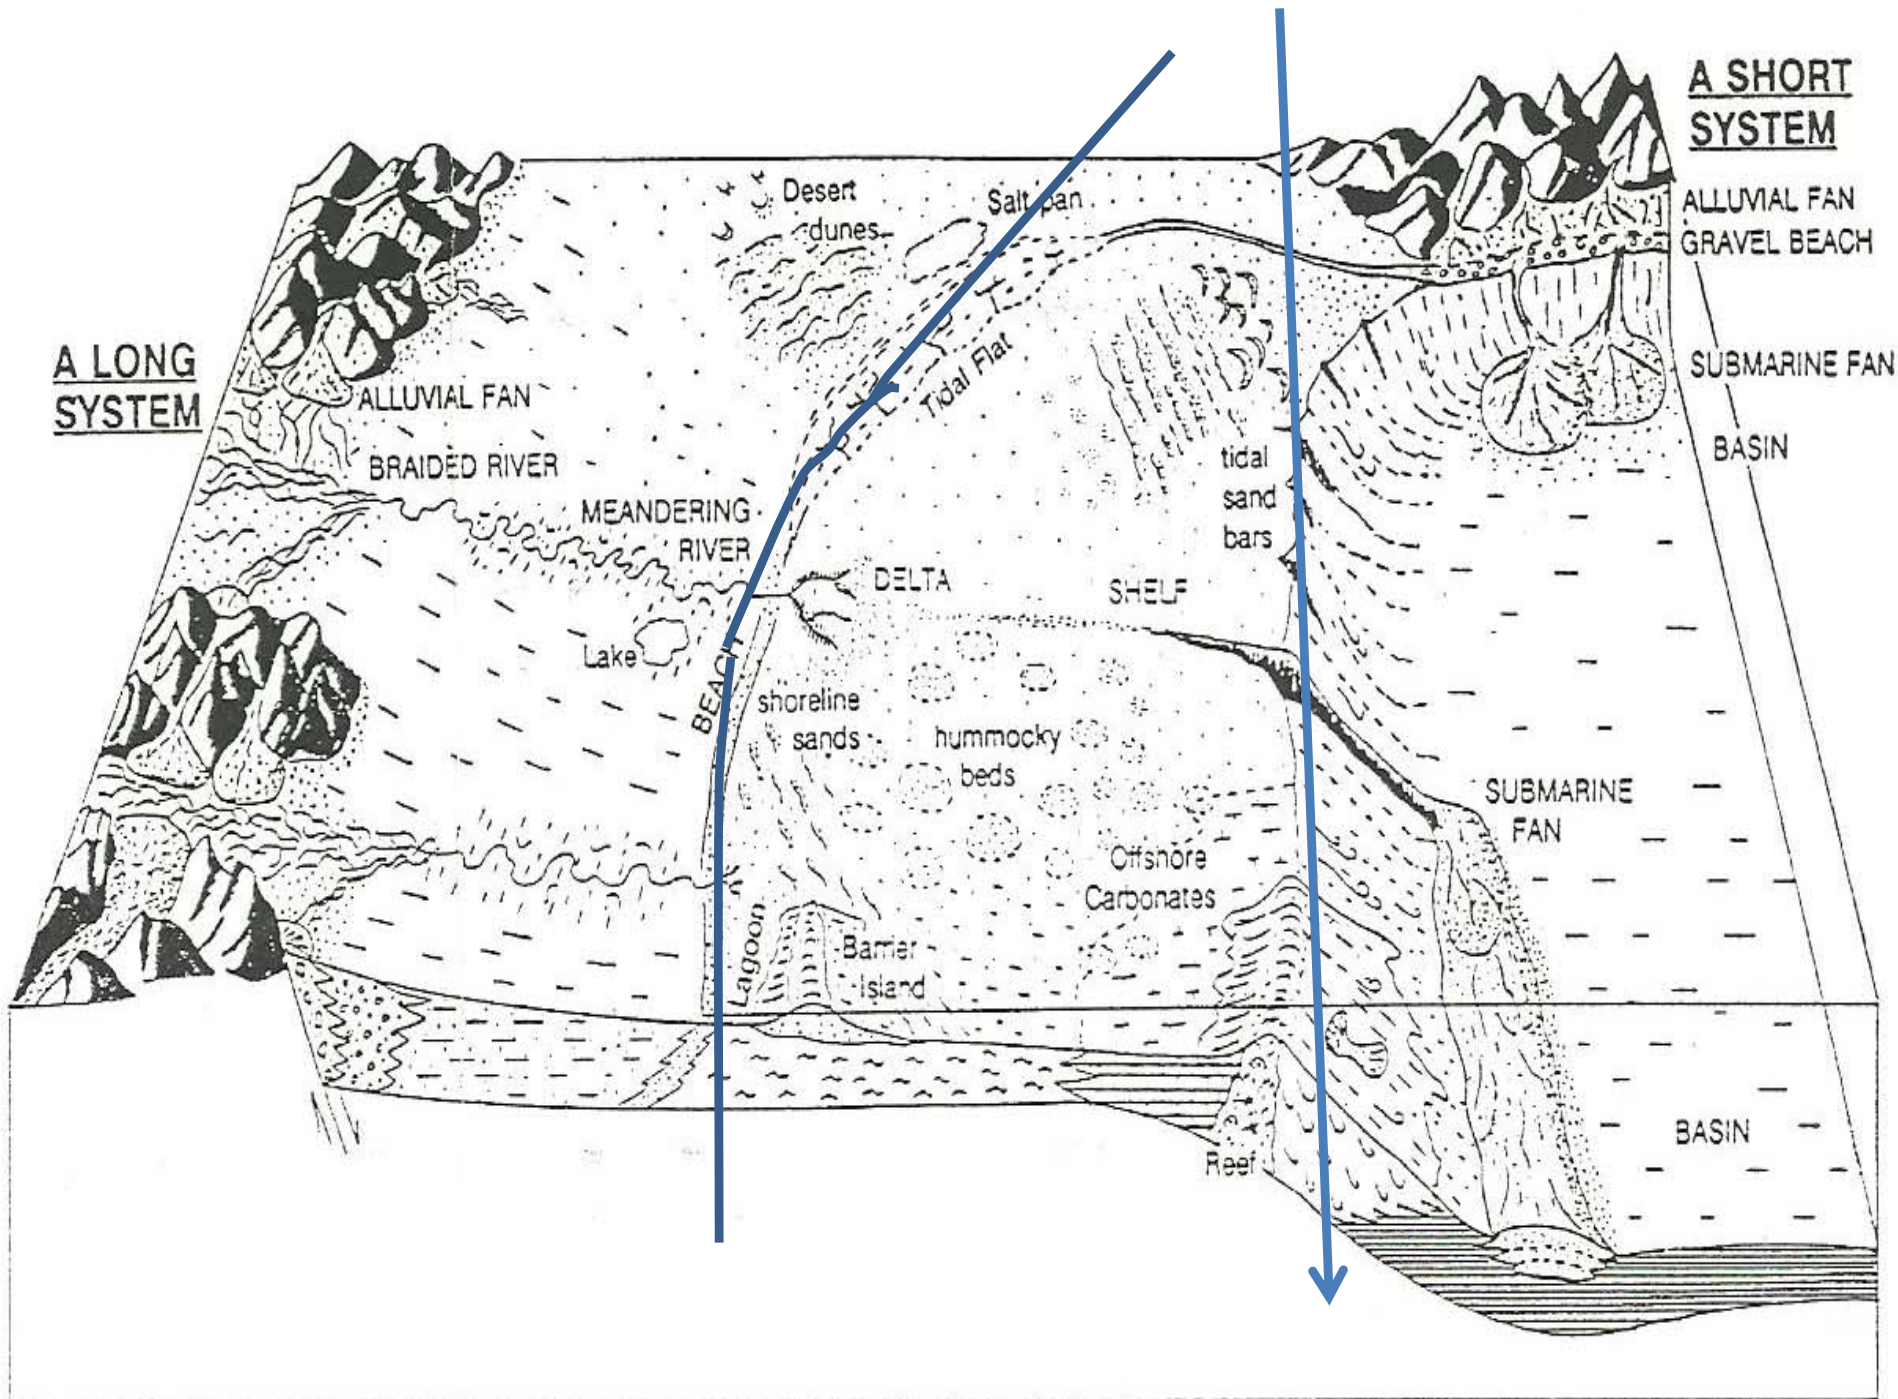 A SHORT
SYSTEM
ALLUVIAL FAN
GRAVEL BEACH
SUBMARINE FAN
BASIN
Desert
dunes
Salt pan
Tidal Flat
A LONG
SYSTEM
ALLUVIAL FAN
BRAIDED RIVER
MEANDERING
RIVER
tidal
sand
bars
DELTA
SHELF
Lake
BEACH
shoreline
sands
hummocky
beds
SUBMARINE
FAN
Offshore
Carbonates
Lagoon
Barrier
Island
Reef
BASIN